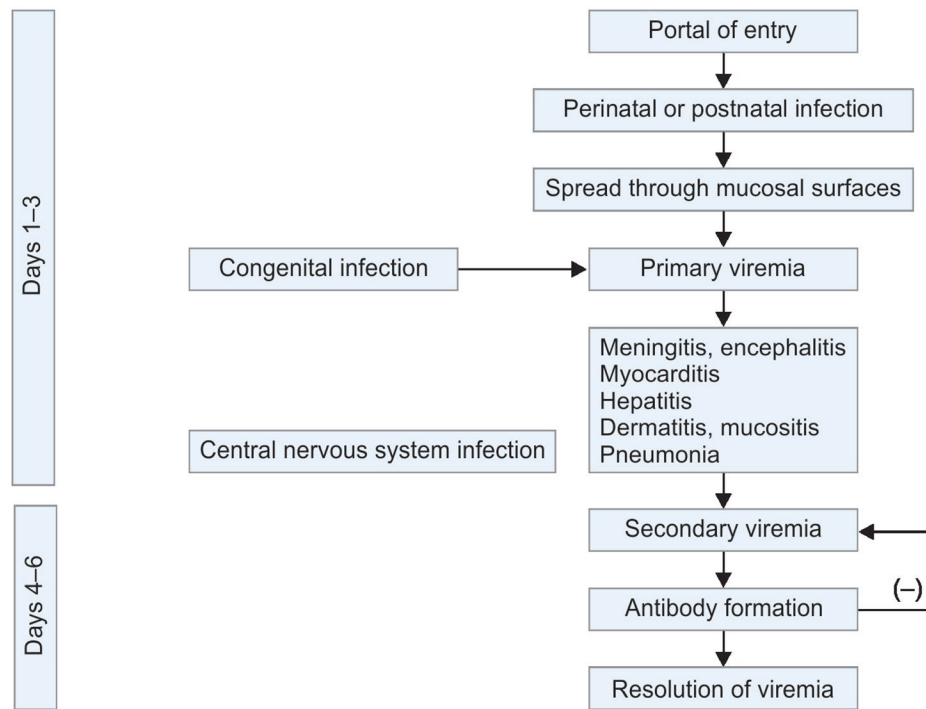 Portal of entry
Perinatal or postnatal infection
Spread through mucosal surfaces
Days 1–3
Congenital infection
Primary viremia
Meningitis, encephalitis
Myocarditis
Hepatitis
Dermatitis, mucositis
Pneumonia
Central nervous system infection
Secondary viremia
Days 4–6
(–)
Antibody formation
Resolution of viremia